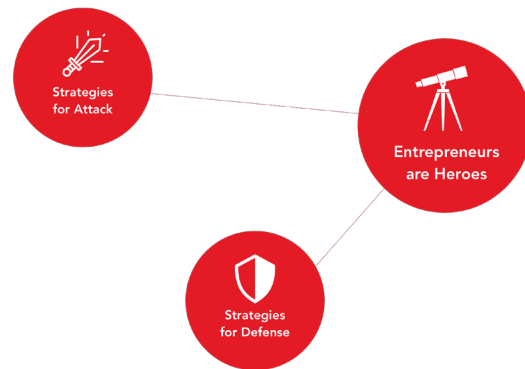 Strategies
for Attack
Entrepreneurs
are Heroes
Strategies
for Defense